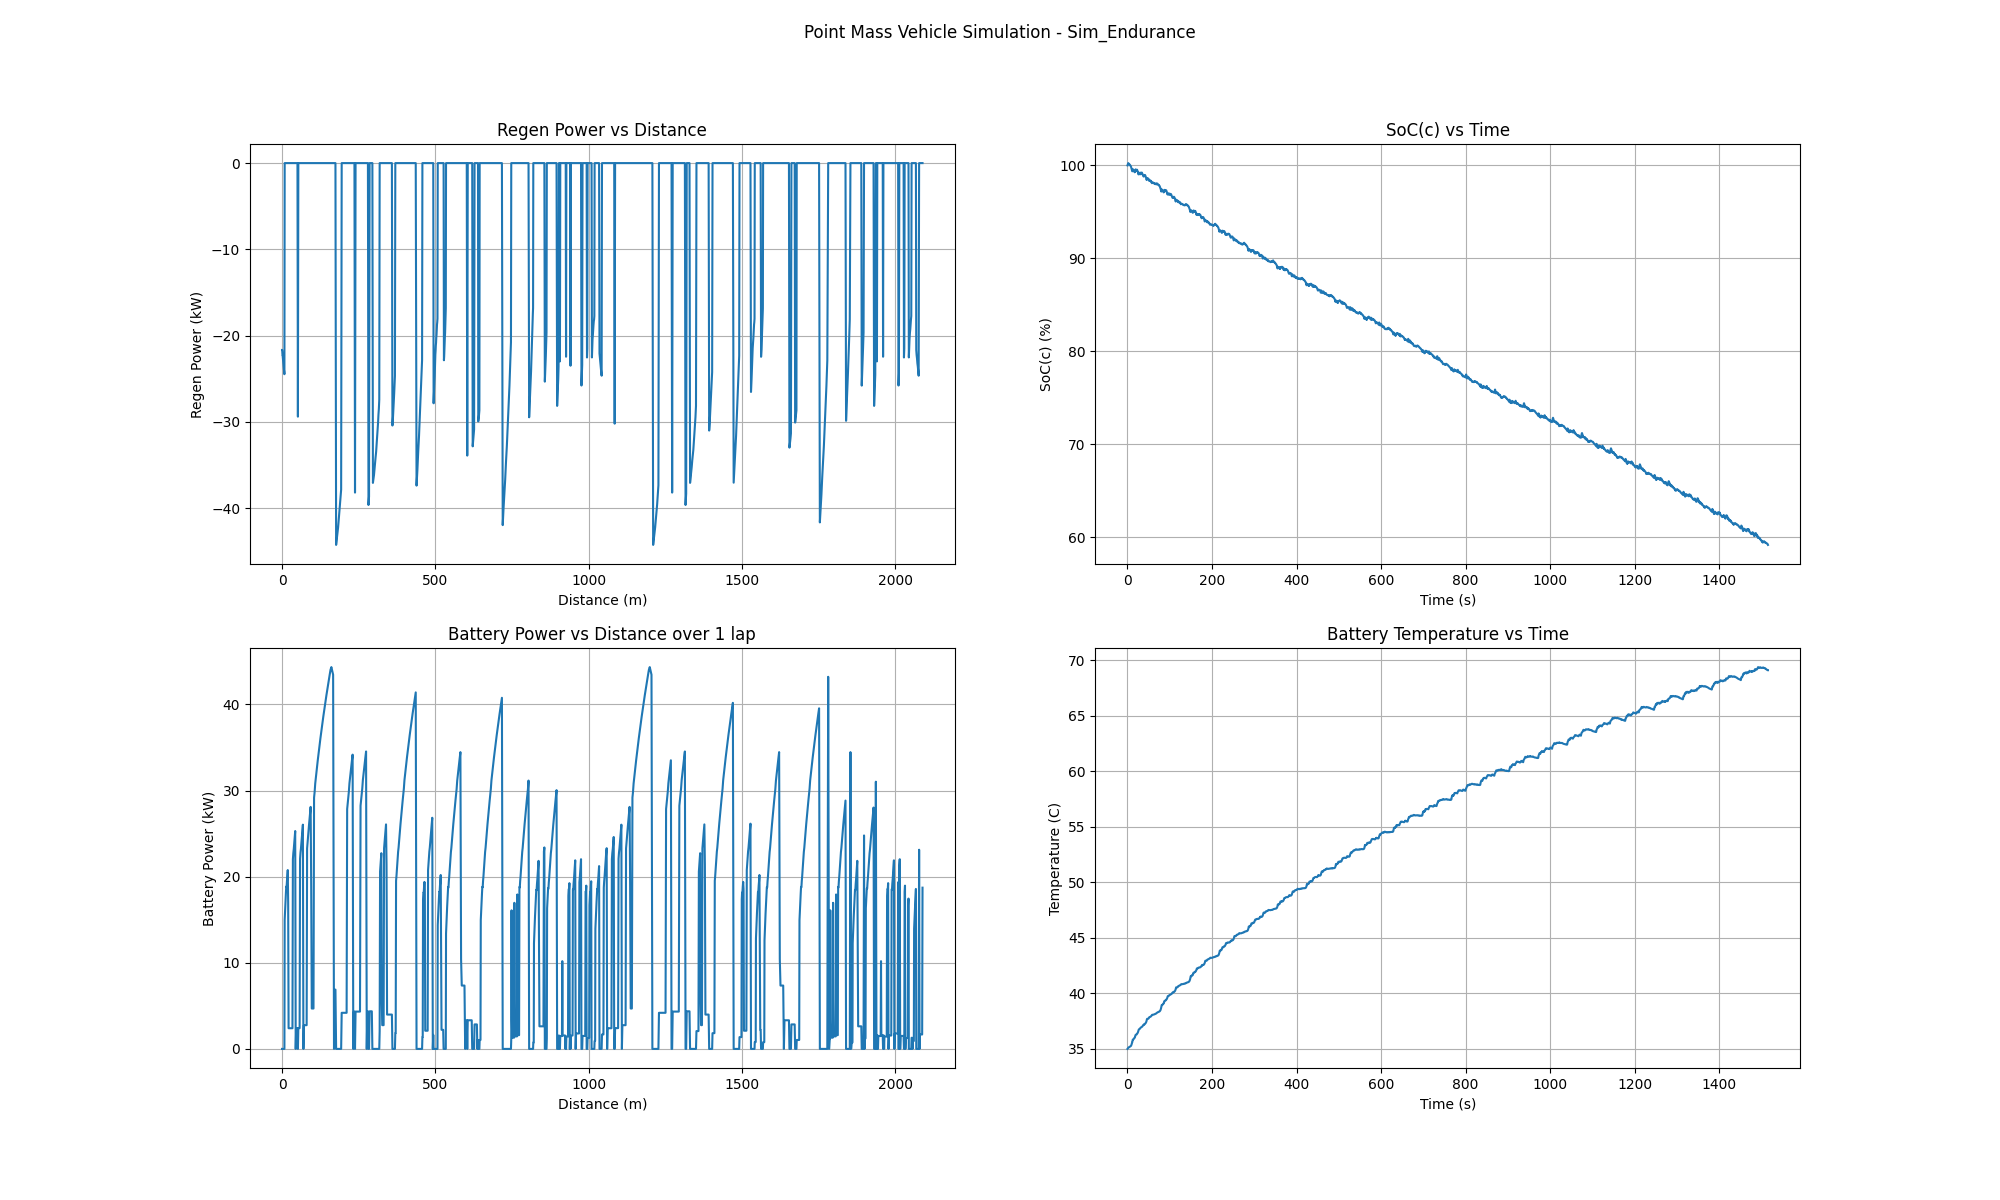 Point Mass Vehicle Simulation - Sim_Endurance
Regen Power vs Distance
0
−10
−20
−30
−40
Regen Power (kW)
0 500 1000 1500 2000
Distance (m)
SoC(c) vs Time
100
90
80
70
60
SoC(c) (%)
0 200 400 600 800 1000 1200 1400
Time (s)
Battery Power vs Distance over 1 lap
40
30
20
10
0
Battery Power (kW)
0 500 1000 1500 2000
Distance (m)
Battery Temperature vs Time
70
65
60
55
50
45
40
35
Temperature (C)
0 200 400 600 800 1000 1200 1400
Time (s)